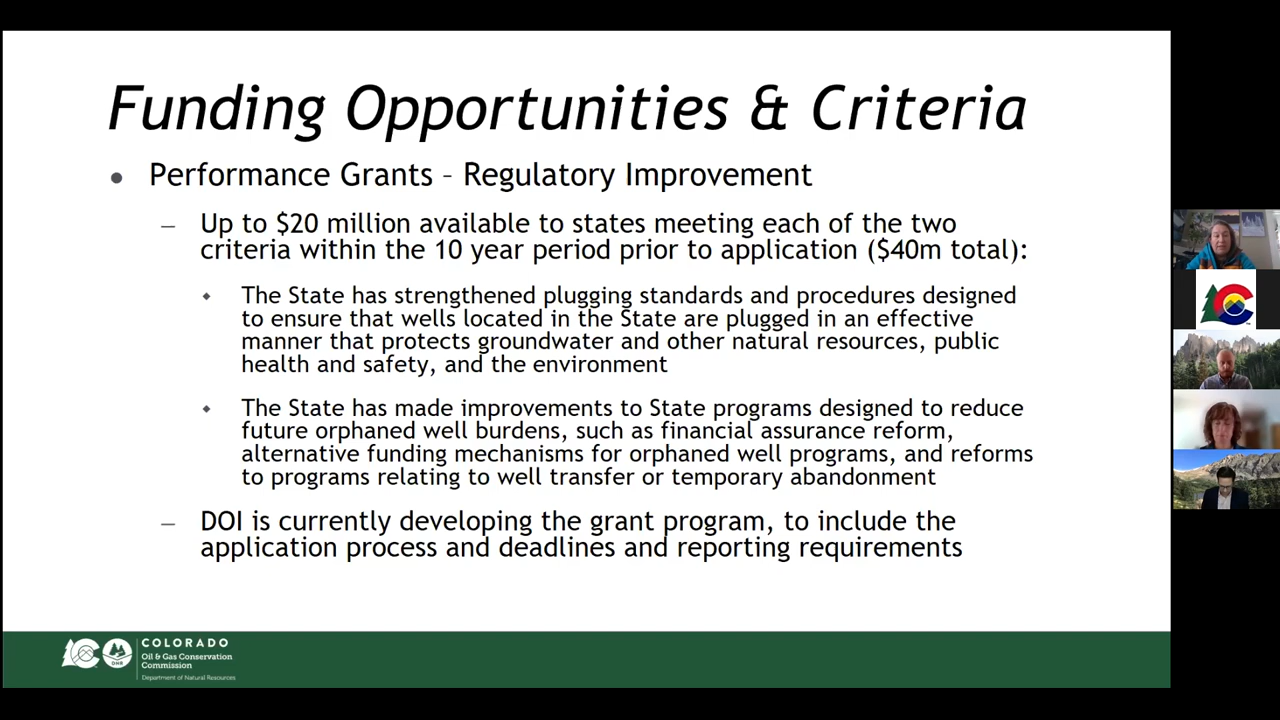 Funding Opportunities & Criteria
Performance Grants – Regulatory Improvement
Up to $20 million available to states meeting each of the two
criteria within the 10 year period prior to application ($40m total):
The State has strengthened plugging standards and procedures designed
to ensure that wells located in the State are plugged in an effective
manner that protects groundwater and other natural resources, public
health and safety, and the environment
The State has made improvements to State programs designed to reduce
future orphaned well burdens, such as financial assurance reform,
alternative funding mechanisms for orphaned well programs, and reforms
to programs relating to well transfer or temporary abandonment
DOI is currently developing the grant program, to include the
application process and deadlines and reporting requirements
COLORADO
Oil & Gas Conservation
Commission
Department of Natural Resources
DNR